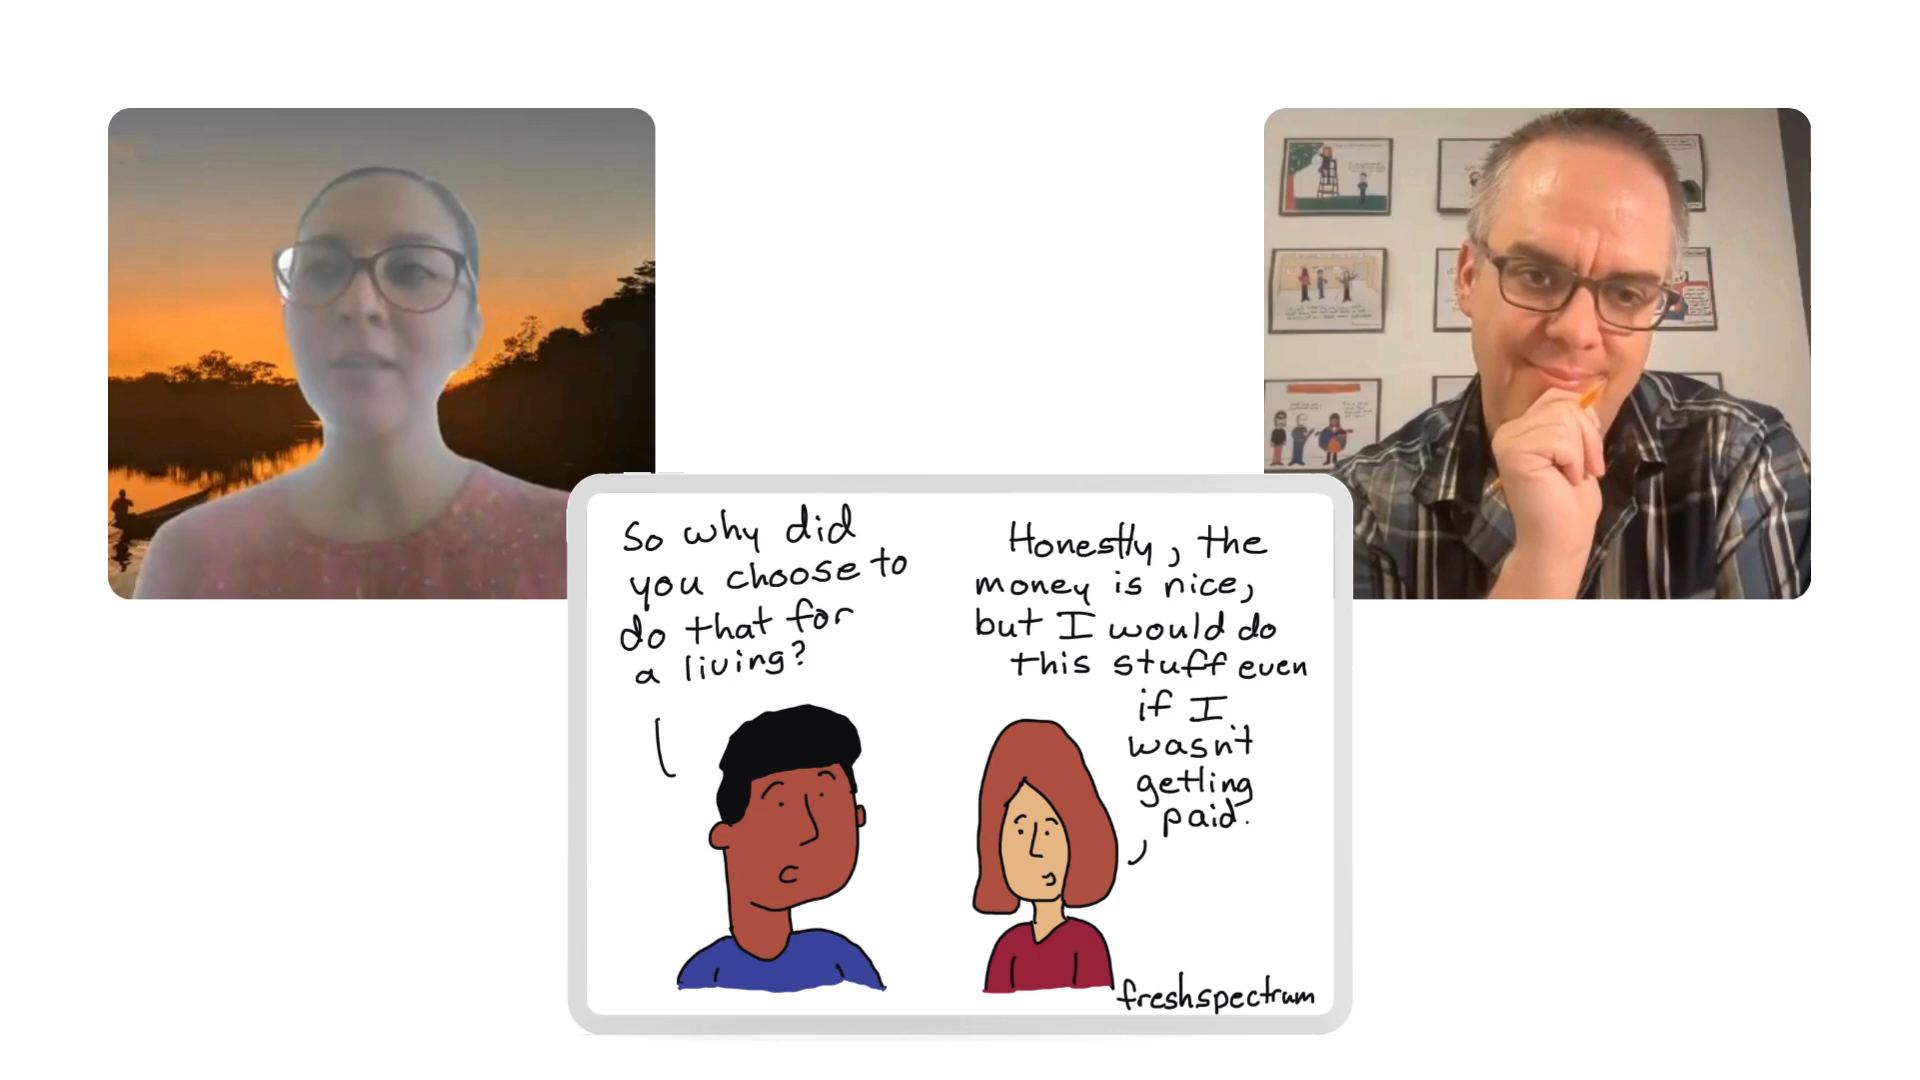 So why did
you choose to
do that for
a living?
Honestly, the
money is nice,
but I would do
this stuff even
if I
wasn't
getting
paid.
freshspectrum